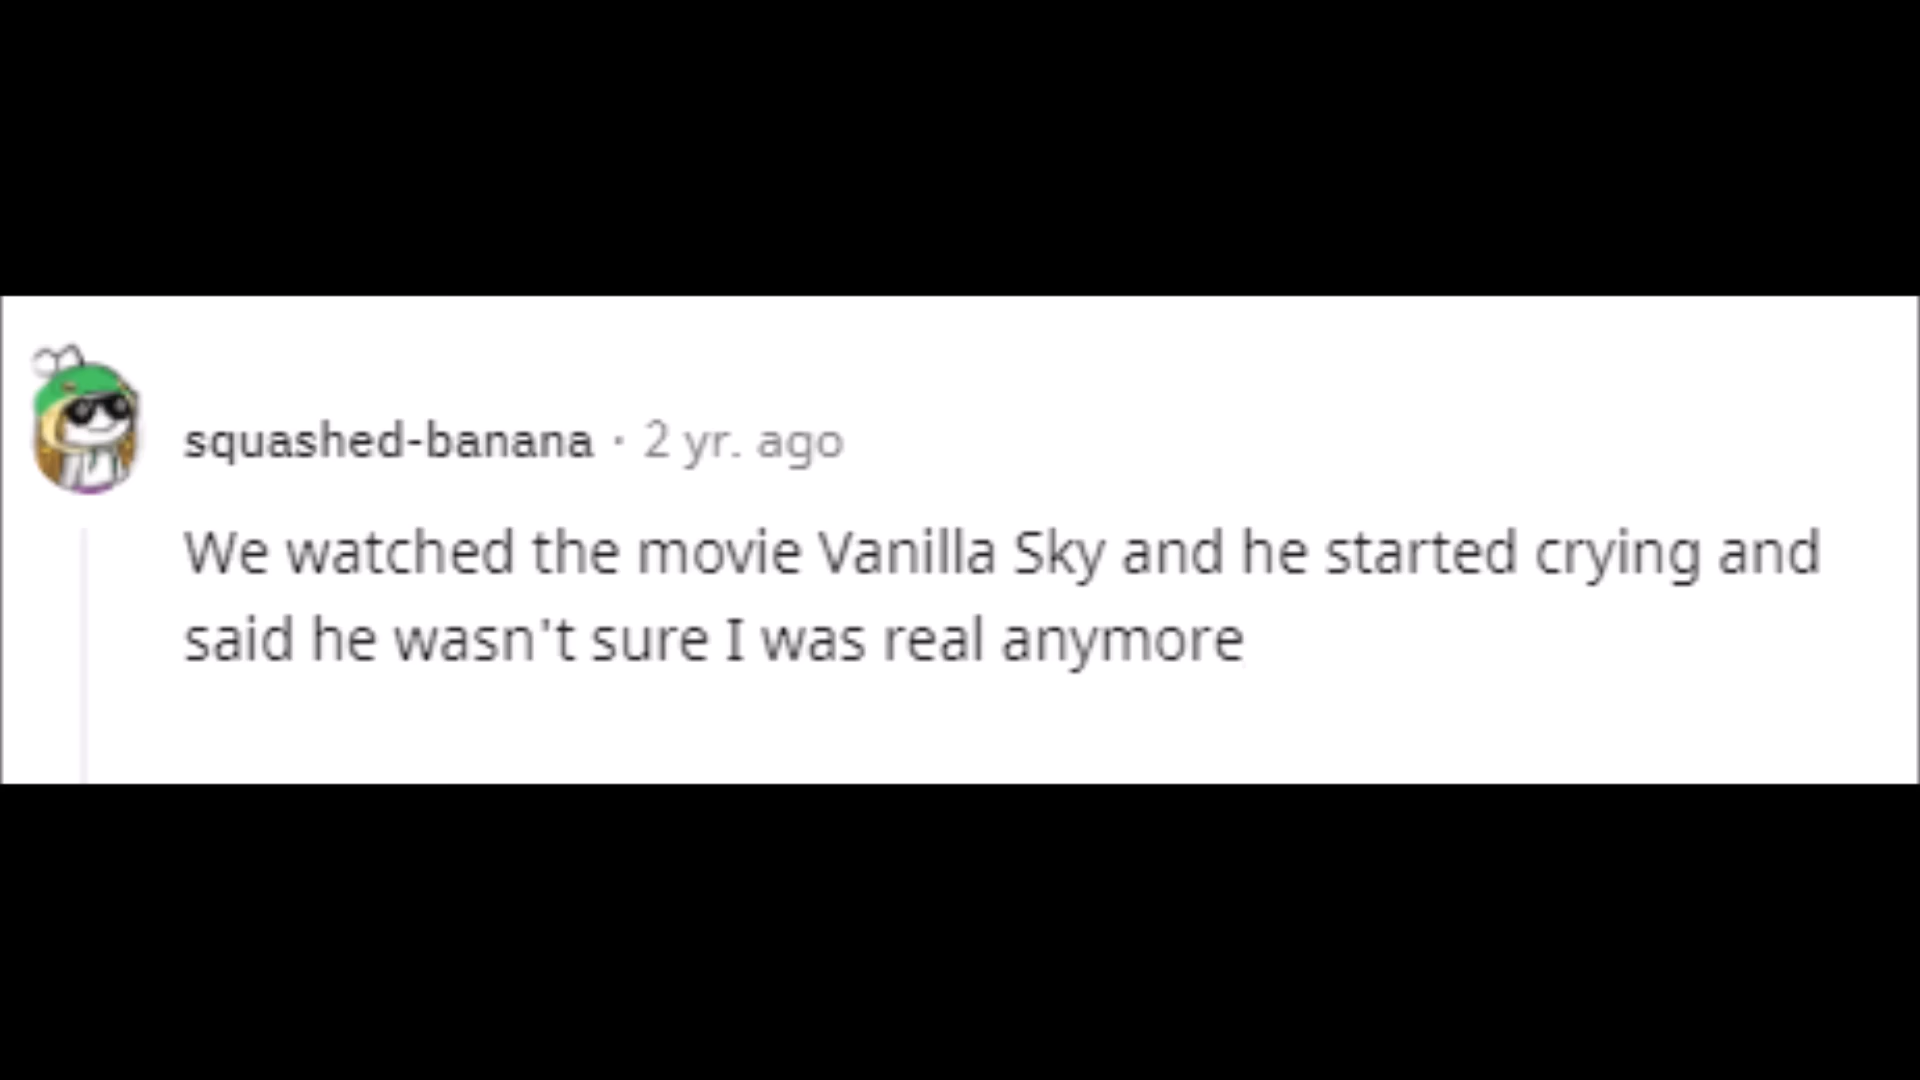 squashed-banana · 2 yr. ago
We watched the movie Vanilla Sky and he started crying and
said he wasn't sure I was real anymore